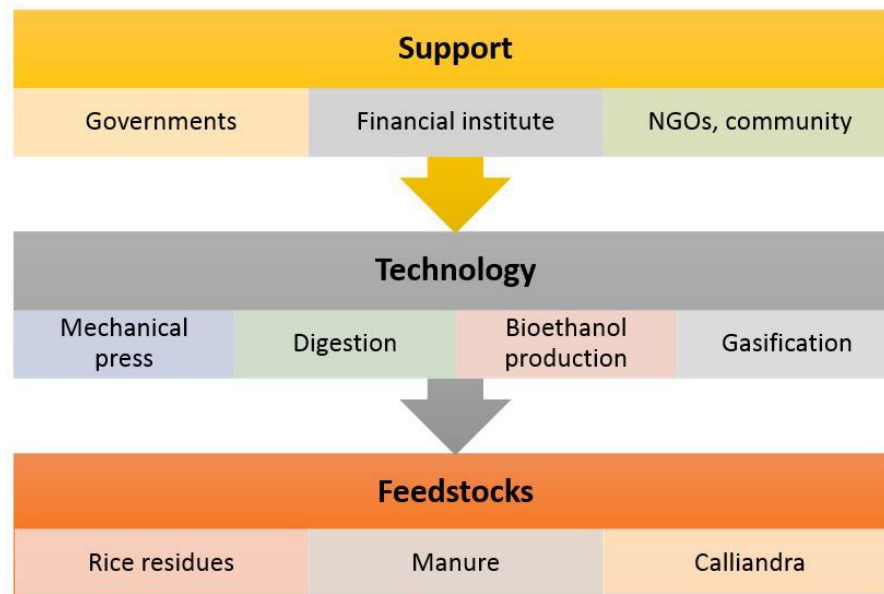 Support
Governments
Financial institute
NGOs, community
Technology
Mechanical
press
Digestion
Bioethanol
production
Gasification
Feedstocks
Rice residues
Manure
Calliandra